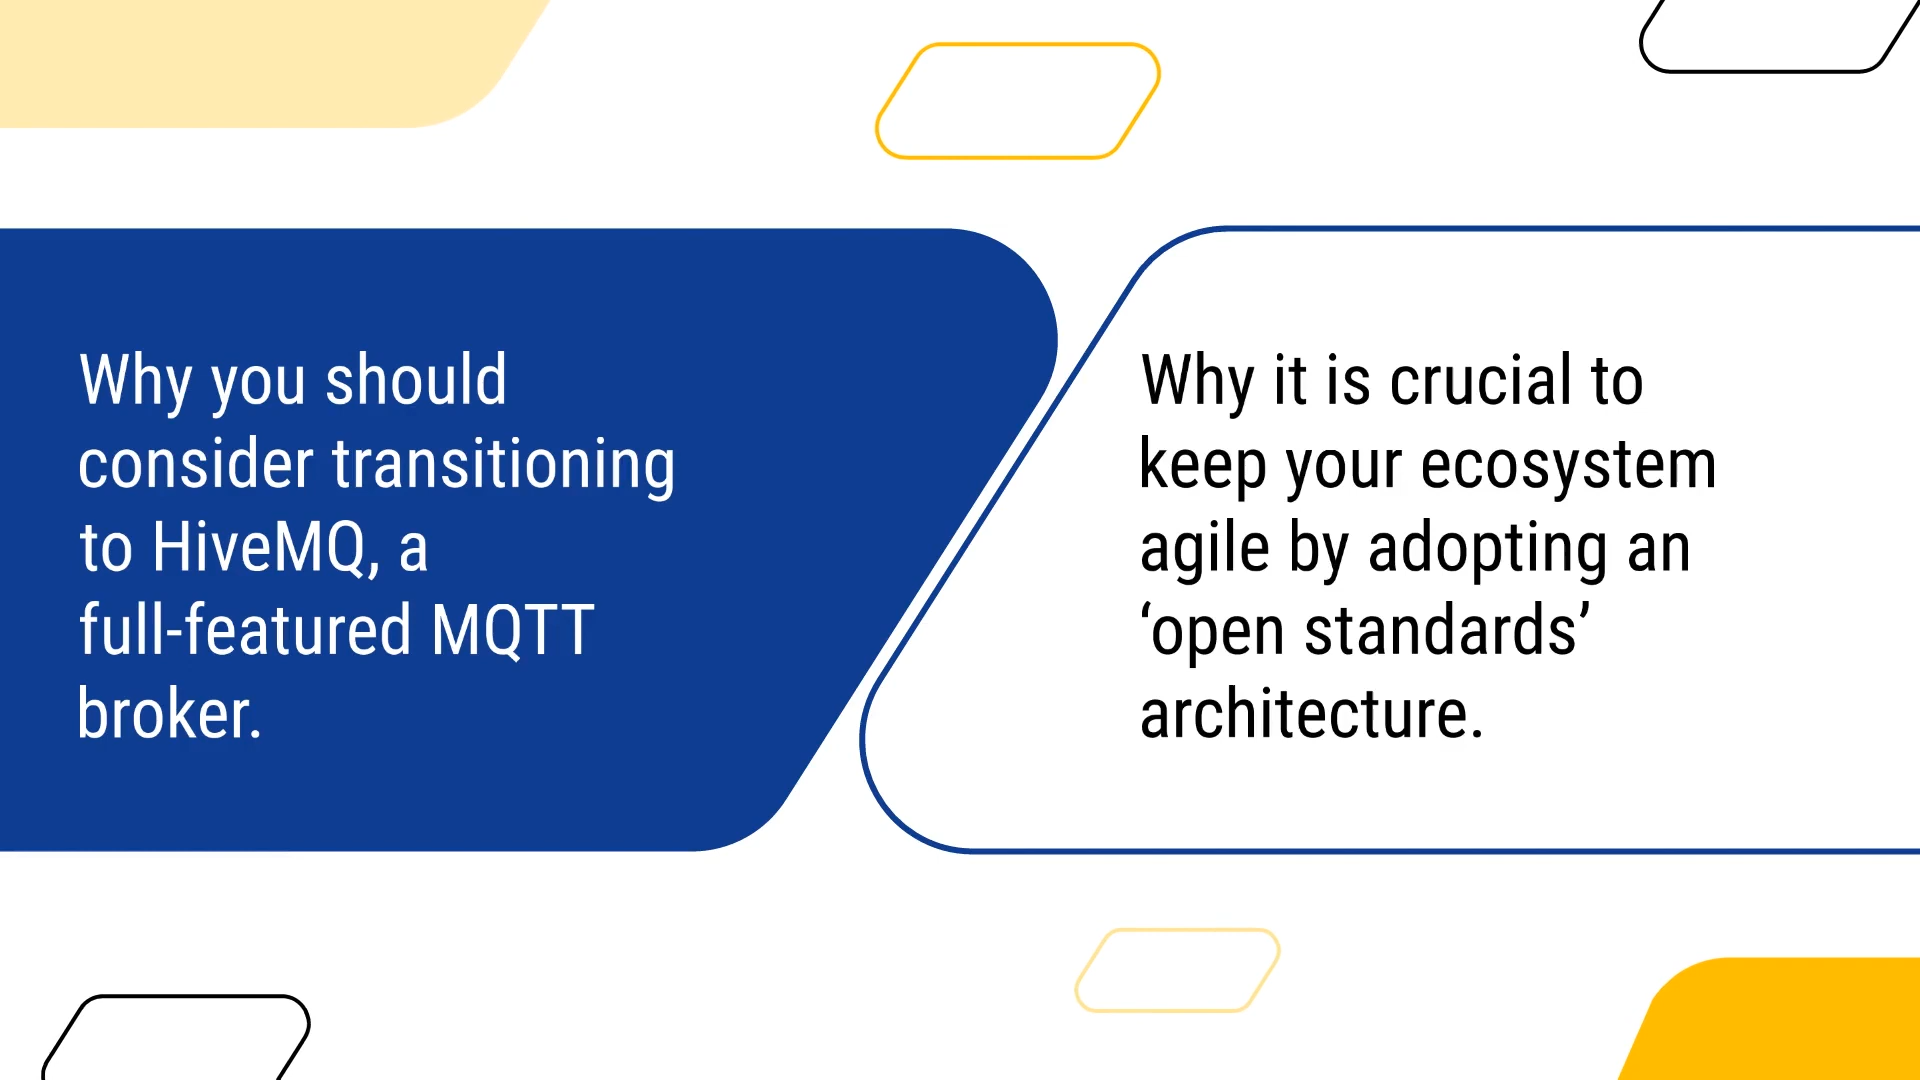 Why you should
consider transitioning
to HiveMQ, a
full-featured MQTT
broker.
Why it is crucial to
keep your ecosystem
agile by adopting an
‘open standards’
architecture.